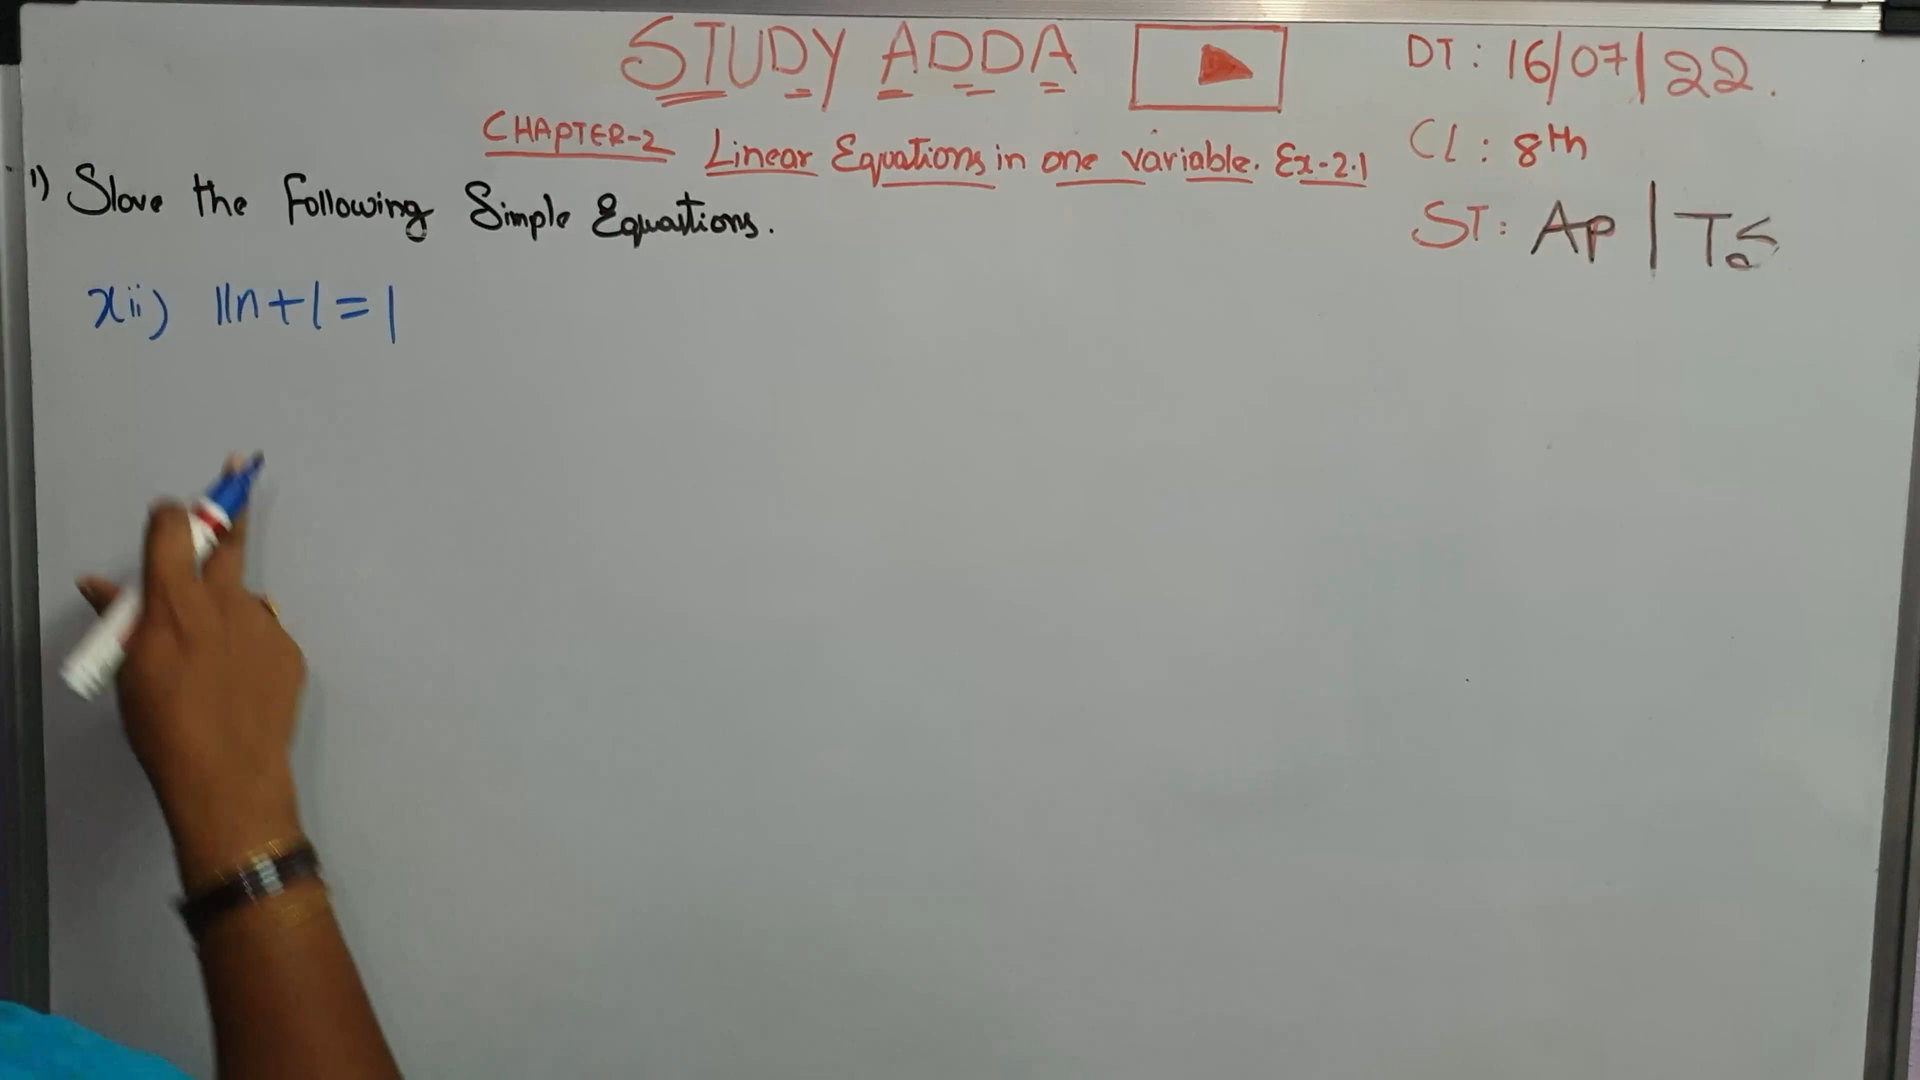 STUDY ADDA
DT: 16/07/22.
CHAPTER-2 Linear Equations in one variable. Ex-2.1
CL: 8th
1) Slove the following Simple Equations.
ST: AP | TS
xii) 11n+1=1